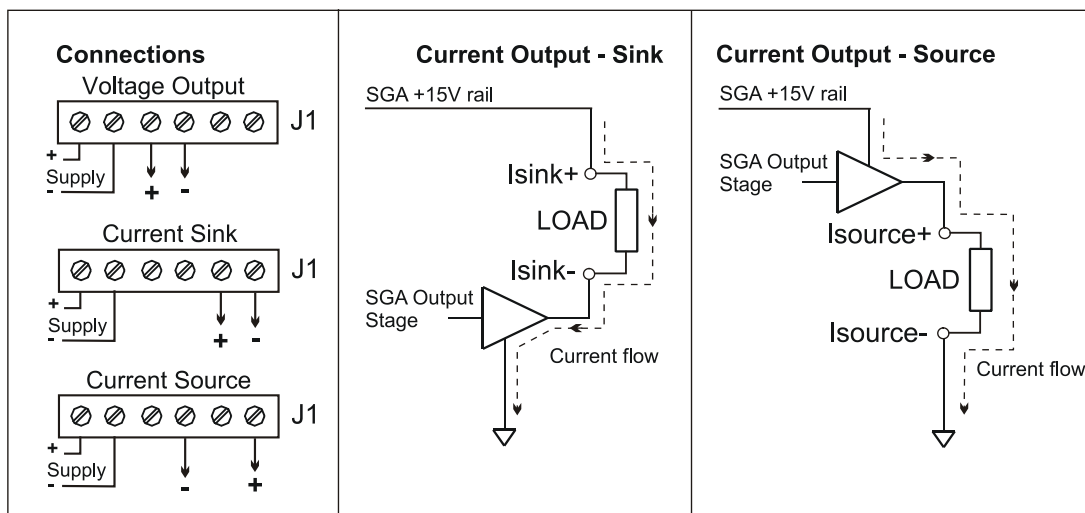 Connections
Voltage Output
J1
+
Supply
-
+ -
Current Sink
J1
+
Supply
-
+ -
Current Source
J1
+
Supply
-
- +
Current Output - Sink
SGA +15V rail
Isink+
LOAD
Isink-
SGA Output
Stage
Current flow
Current Output - Source
SGA +15V rail
SGA Output
Stage
Isource+
LOAD
Isource-
Current flow